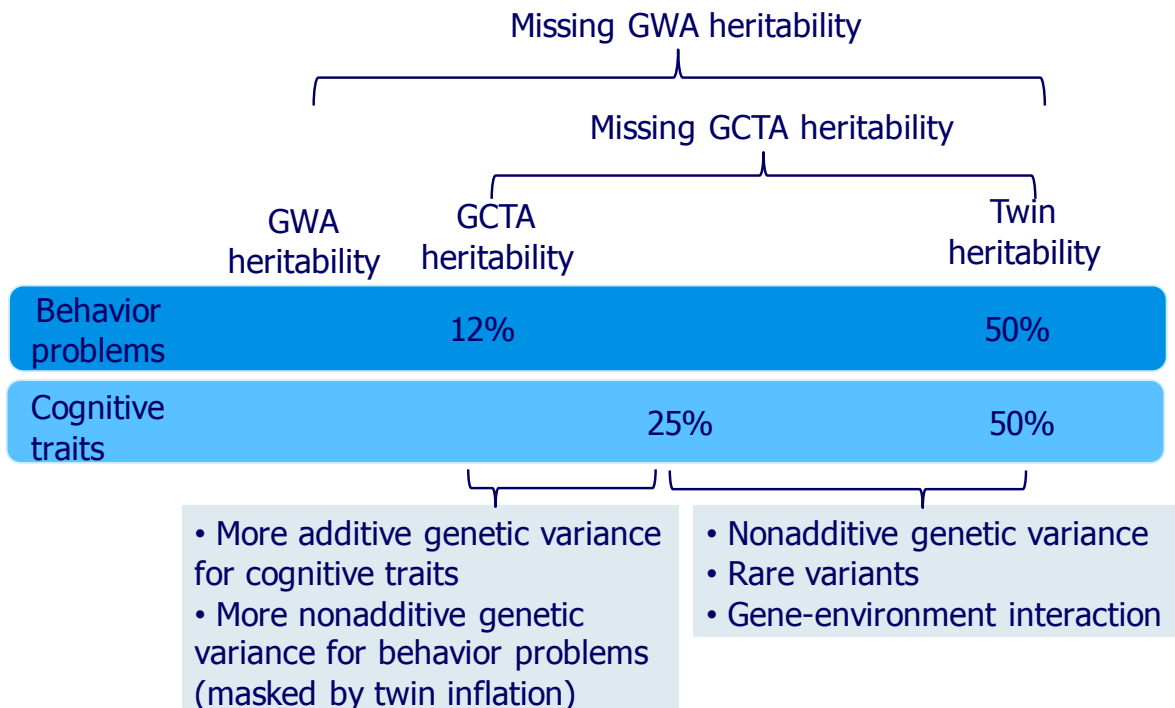 Missing GWA heritability
Missing GCTA heritability
GWA
heritability
GCTA
heritability
Twin
heritability
Behavior
problems
12%
50%
Cognitive
traits
25%
50%
• More additive genetic variance
for cognitive traits
• More nonadditive genetic
variance for behavior problems
(masked by twin inflation)
• Nonadditive genetic variance
• Rare variants
• Gene-environment interaction